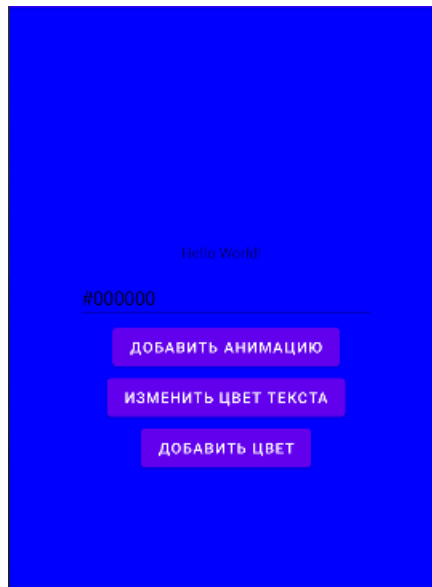 Hello World!
#000000
ДОБАВИТЬ АНИМАЦИЮ
ИЗМЕНИТЬ ЦВЕТ ТЕКСТА
ДОБАВИТЬ ЦВЕТ